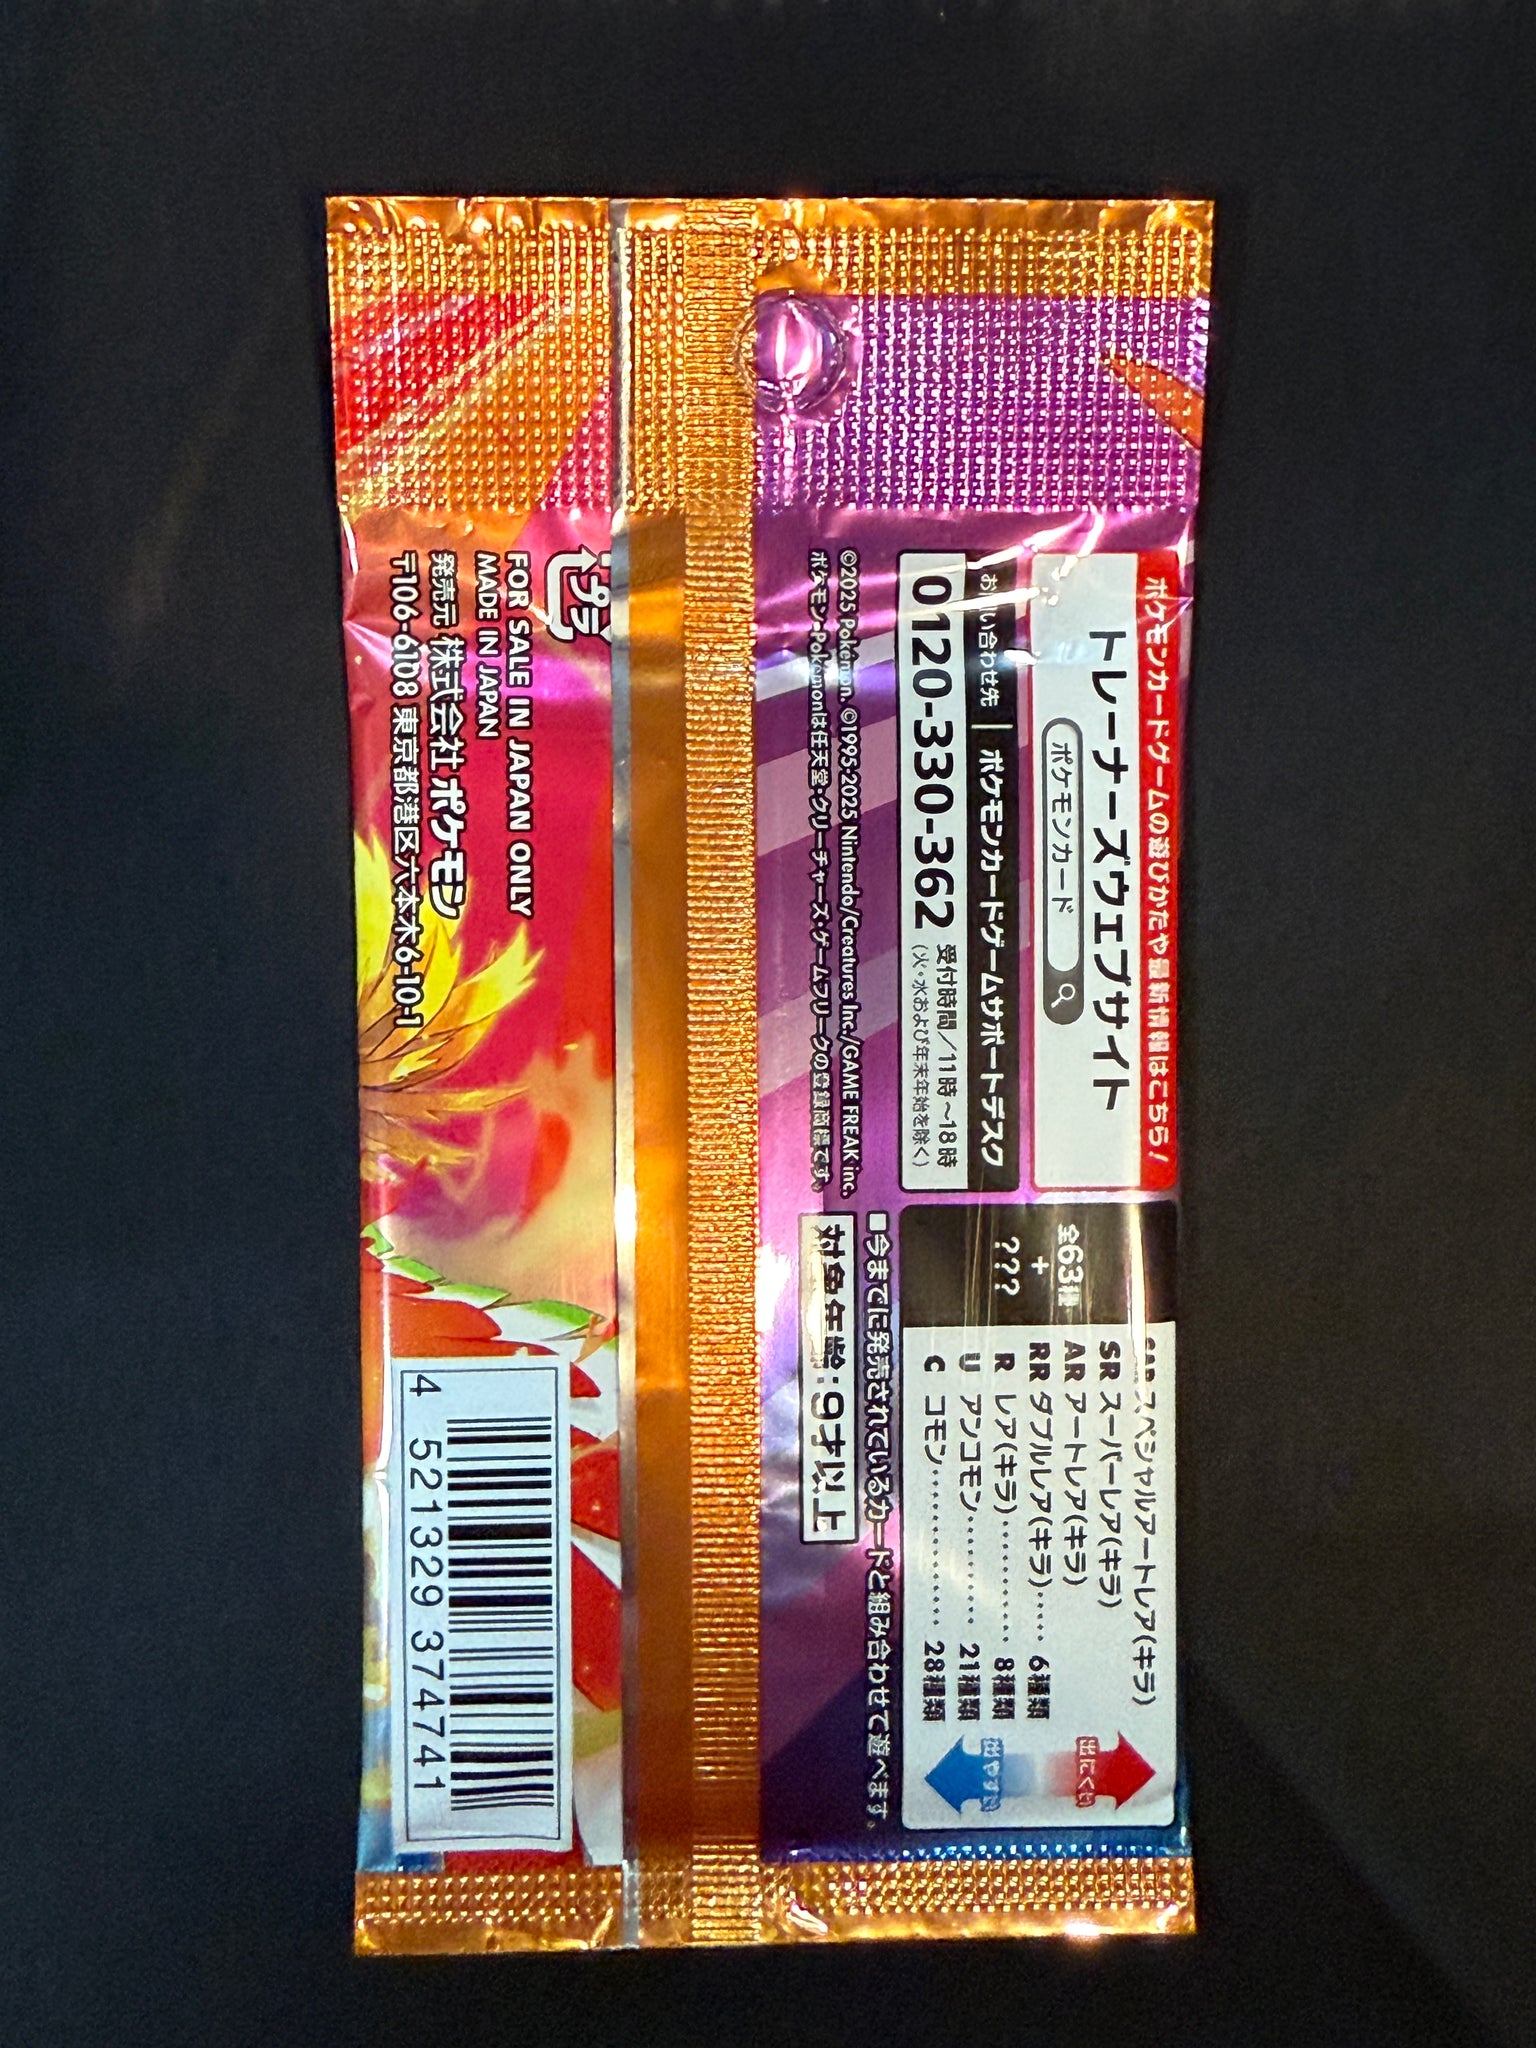 ポケモンカードゲームの遊びかたや最新情報はこちら！
トレーナーズウェブサイト
ポケモンカード
お問い合わせ先 | ポケモンカードゲームサポートデスク
0120-330-362 受付時間／11時～18時
(火・水および年末年始を除く)
©2025 Pokémon. ©1995-2025 Nintendo/Creatures Inc./GAME FREAK inc.
ポケモン・Pokémonは任天堂・クリーチャーズ・ゲームフリークの登録商標です。
全63種
+
???
SARスペシャルアートレア(キラ)
SR スーパーレア(キラ)
AR アートレア(キラ)
RR ダブルレア(キラ)‥‥‥ 6種類
R レア(キラ)‥‥‥‥‥‥ 8種類
U アンコモン‥‥‥‥‥‥ 21種類
C コモン‥‥‥‥‥‥‥‥ 28種類
出にくい
出やすい
■今までに発売されているカードと組み合わせて遊べます。
対象年齢：9才以上
プラ
FOR SALE IN JAPAN ONLY
MADE IN JAPAN
発売元 株式会社ポケモン
〒106-6108 東京都港区六本木6-10-1
4 521329 374741